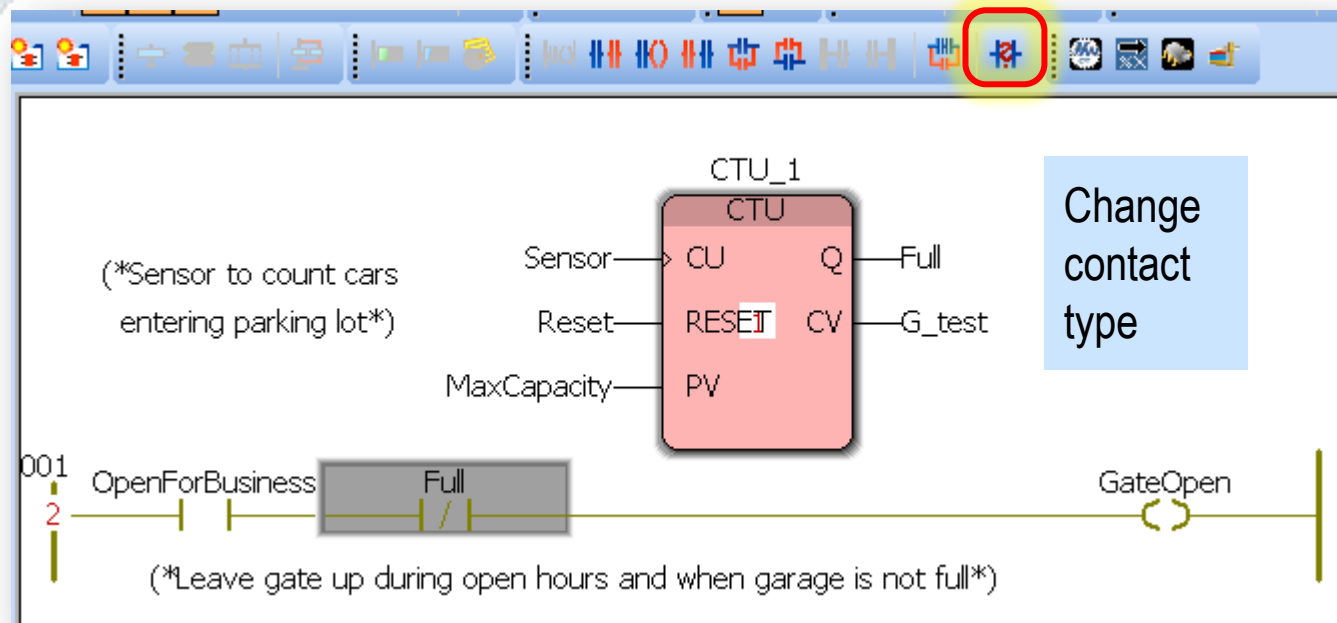 CTU_1
CTU
Sensor CU Q Full
(*Sensor to count cars
entering parking lot*)
Reset RESET 1 CV G_test
MaxCapacity PV
Change
contact
type
001
OpenForBusiness Full GateOpen
2
(*Leave gate up during open hours and when garage is not full*)